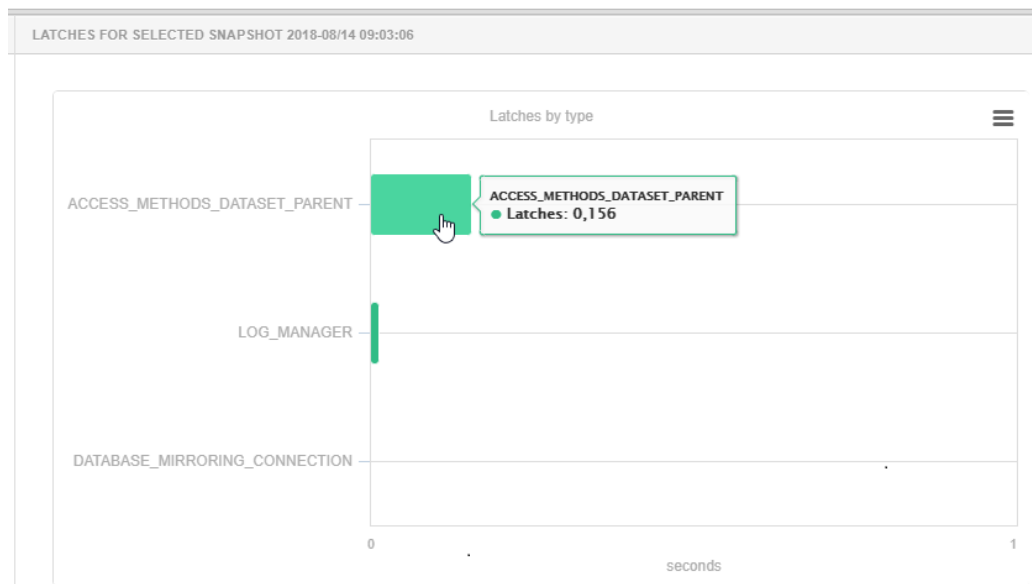 LATCHES FOR SELECTED SNAPSHOT 2018-08/14 09:03:06
Latches by type
ACCESS_METHODS_DATASET_PARENT
ACCESS_METHODS_DATASET_PARENT
Latches: 0,156
LOG_MANAGER
DATABASE_MIRRORING_CONNECTION
0 1
seconds